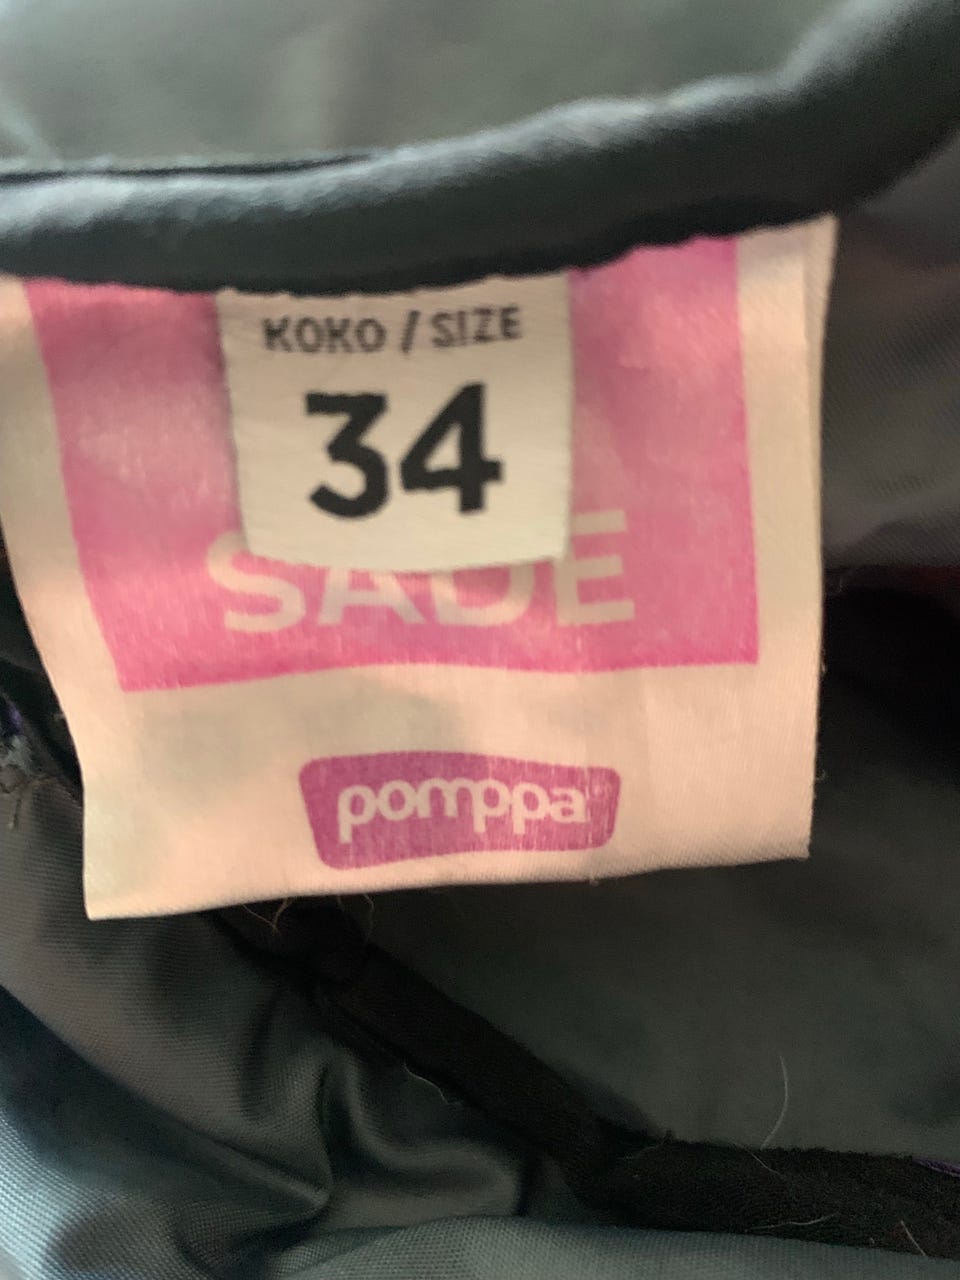 KOKO / SIZE
34
SADE
pomppa